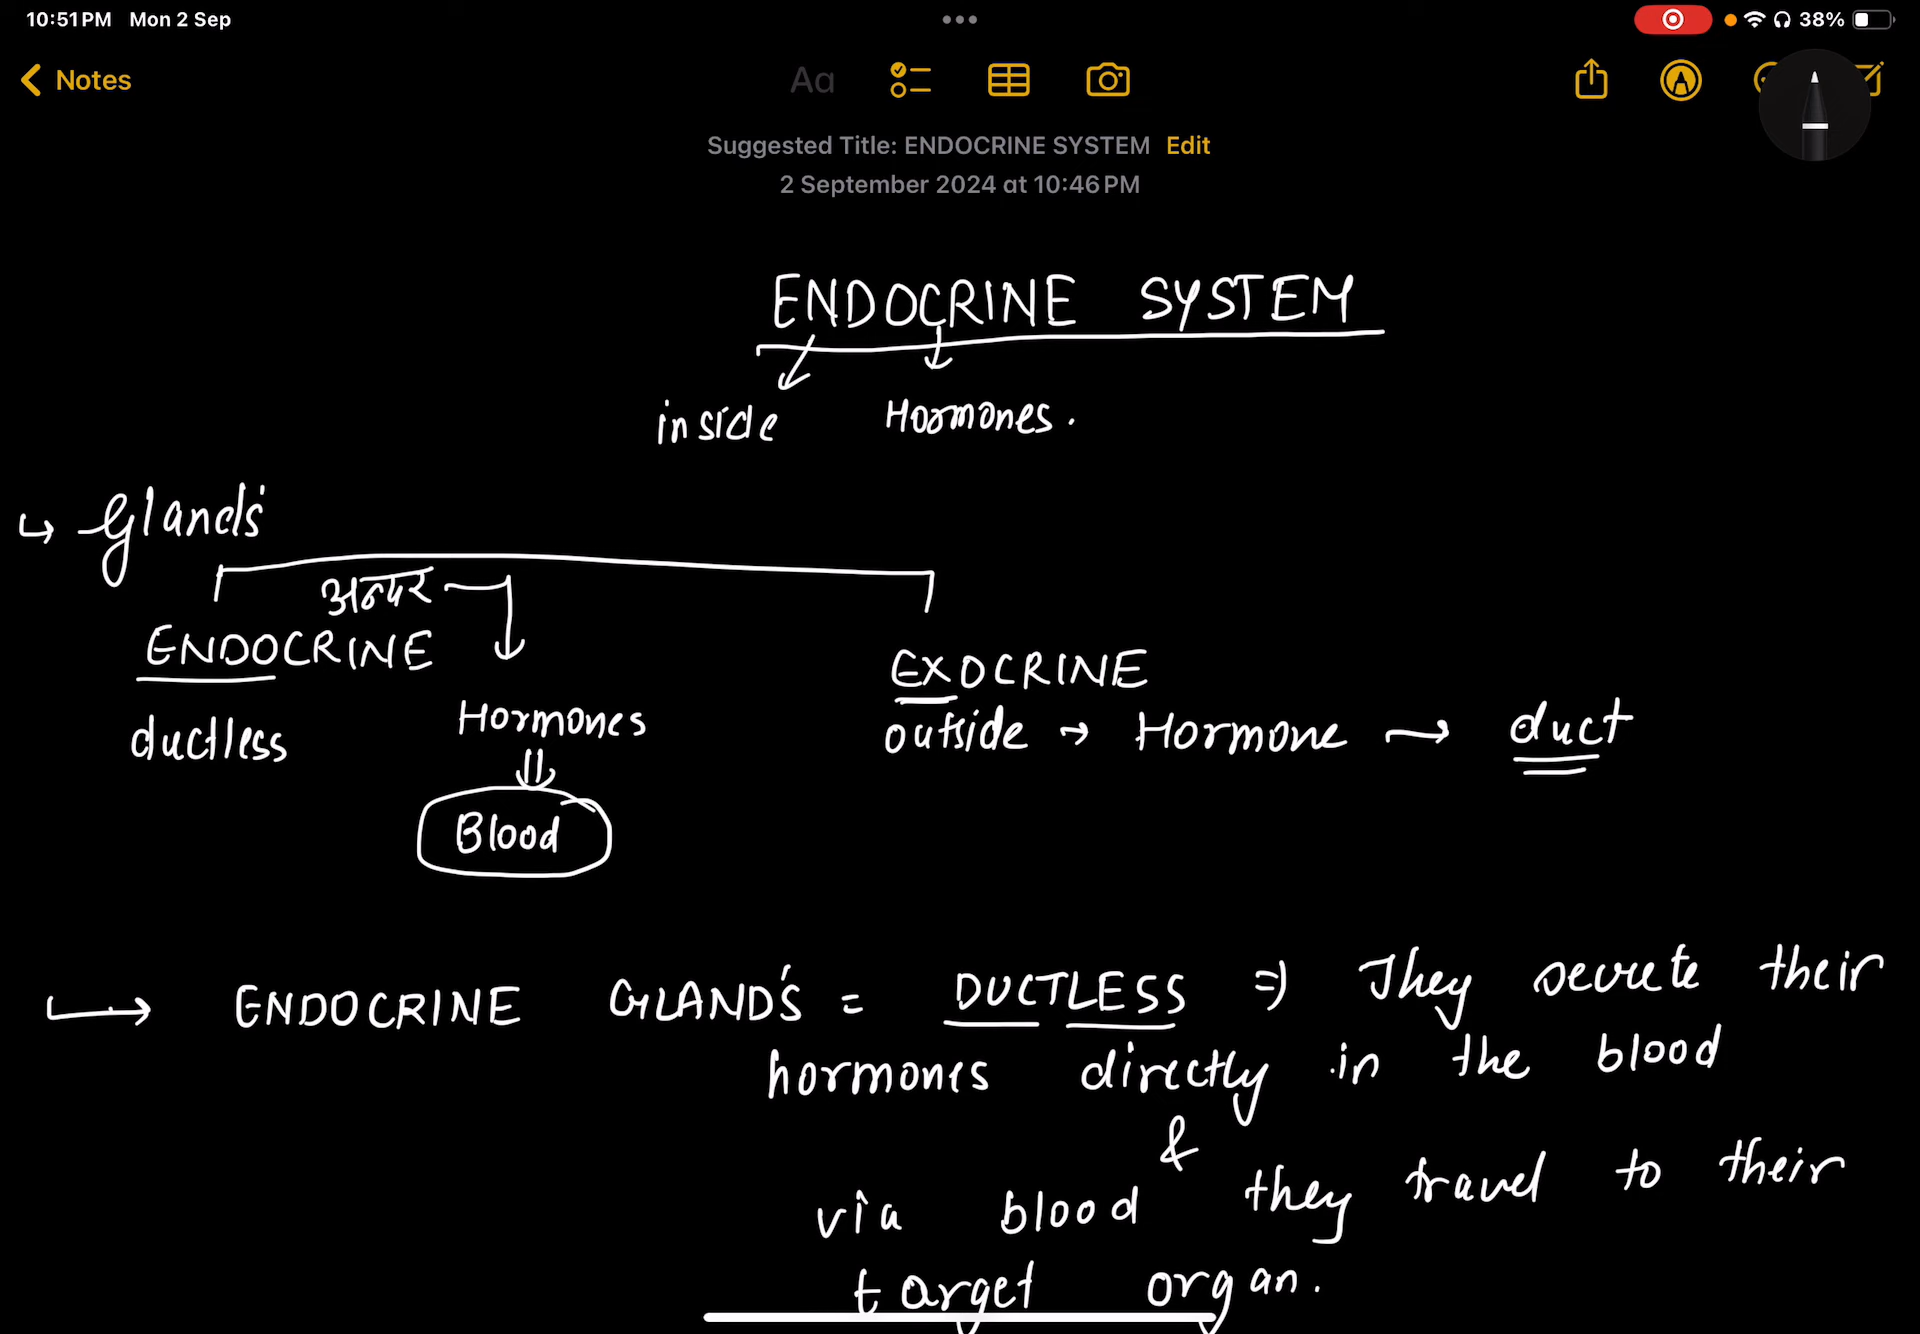 10:51 PM Mon 2 Sep
38%
Notes
Aa
Suggested Title: ENDOCRINE SYSTEM Edit
2 September 2024 at 10:46 PM
ENDOCRINE SYSTEM
inside Hormones.
↳ Glands
अन्दर
ENDOCRINE
EXOCRINE
ductless Hormones
outside → Hormone → duct
Blood
→ ENDOCRINE GLAND'S = DUCTLESS ⇒ They secrete their
hormones directly in the blood
&
via blood they travel to their
target organ.